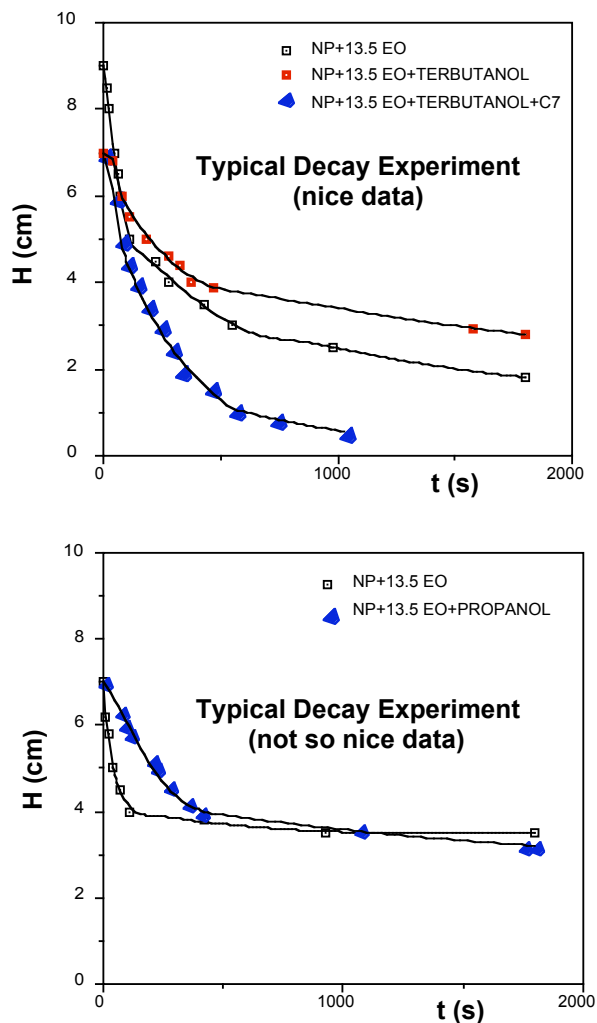 10
NP+13.5 EO
NP+13.5 EO+TERBUTANOL
NP+13.5 EO+TERBUTANOL+C7
8
Typical Decay Experiment
(nice data)
6
H (cm)
4
2
0
0
1000
2000
t (s)
10
NP+13.5 EO
NP+13.5 EO+PROPANOL
8
Typical Decay Experiment
(not so nice data)
6
H (cm)
4
2
0
0
1000
2000
t (s)